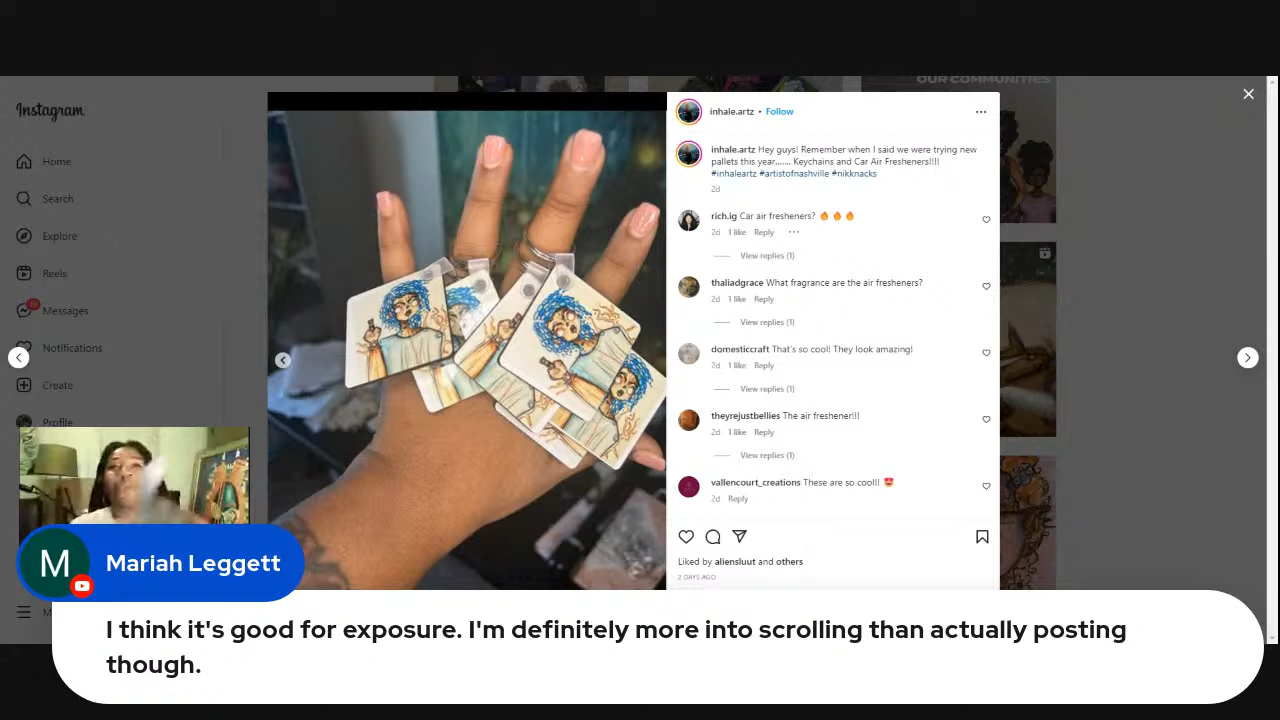 OUR COMMUNITIES
Instagram
Home
Search
Explore
Reels
Messages
Notifications
Create
Profile
inhale.artz • Follow
inhale.artz Hey guys! Remember when I said we were trying new
pallets this year....... Keychains and Car Air Fresheners!!!!
#inhaleartz #artistofnashville #nikknacks
2d
rich.ig Car air fresheners? 🔥 🔥 🔥
2d 1 like Reply
View replies (1)
thaliadgrace What fragrance are the air fresheners?
2d 1 like Reply
View replies (1)
domesticcraft That's so cool! They look amazing!
2d 1 like Reply
View replies (1)
theyrejustbellies The air freshener!!!
2d 1 like Reply
View replies (1)
vallencourt_creations These are so cool!! 😍
2d Reply
Liked by aliensluut and others
2 DAYS AGO
M
Mariah Leggett
I think it's good for exposure. I'm definitely more into scrolling than actually posting
though.